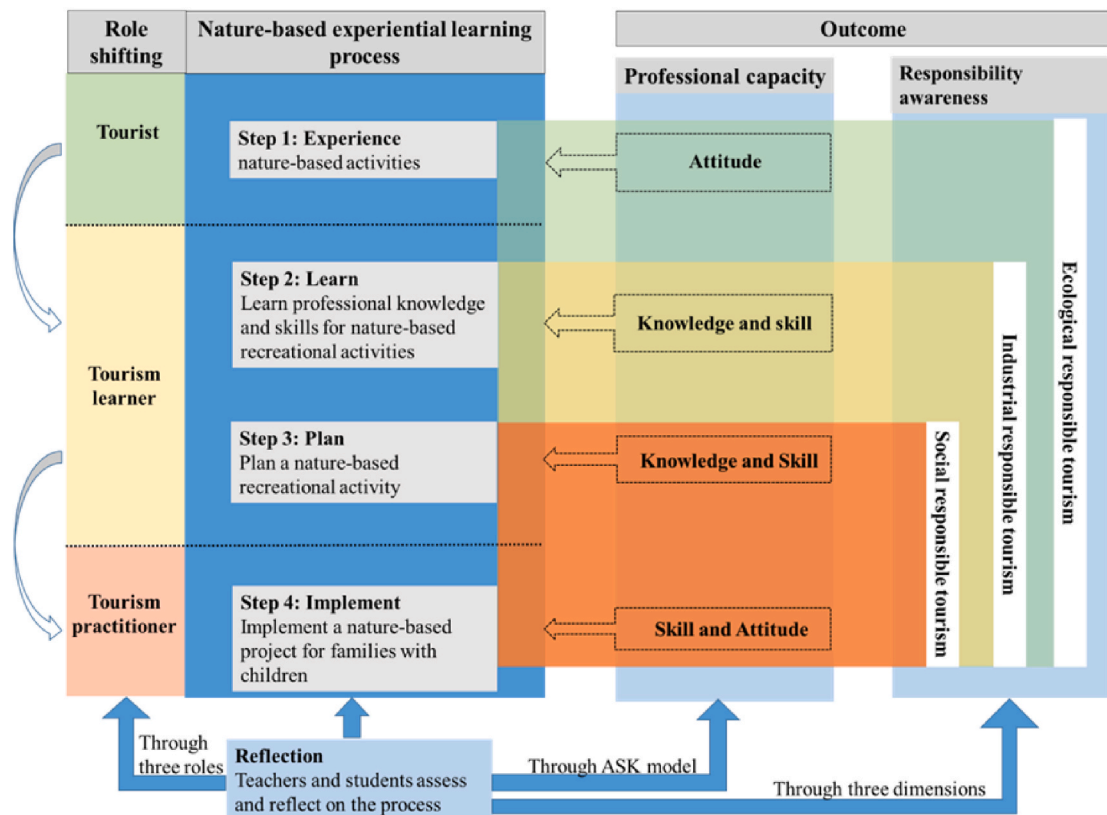 Role
shifting
Nature-based experiential learning
process
Outcome
Professional capacity
Responsibility
awareness
Tourist
Step 1: Experience
nature-based activities
Attitude
Step 2: Learn
Learn professional knowledge
and skills for nature-based
recreational activities
Knowledge and skill
Tourism
learner
Step 3: Plan
Plan a nature-based
recreational activity
Knowledge and Skill
Tourism
practitioner
Step 4: Implement
Implement a nature-based
project for families with
children
Skill and Attitude
Social responsible tourism
Industrial responsible tourism
Ecological responsible tourism
Through
three roles
Reflection
Teachers and students assess
and reflect on the process
Through ASK model
Through three dimensions